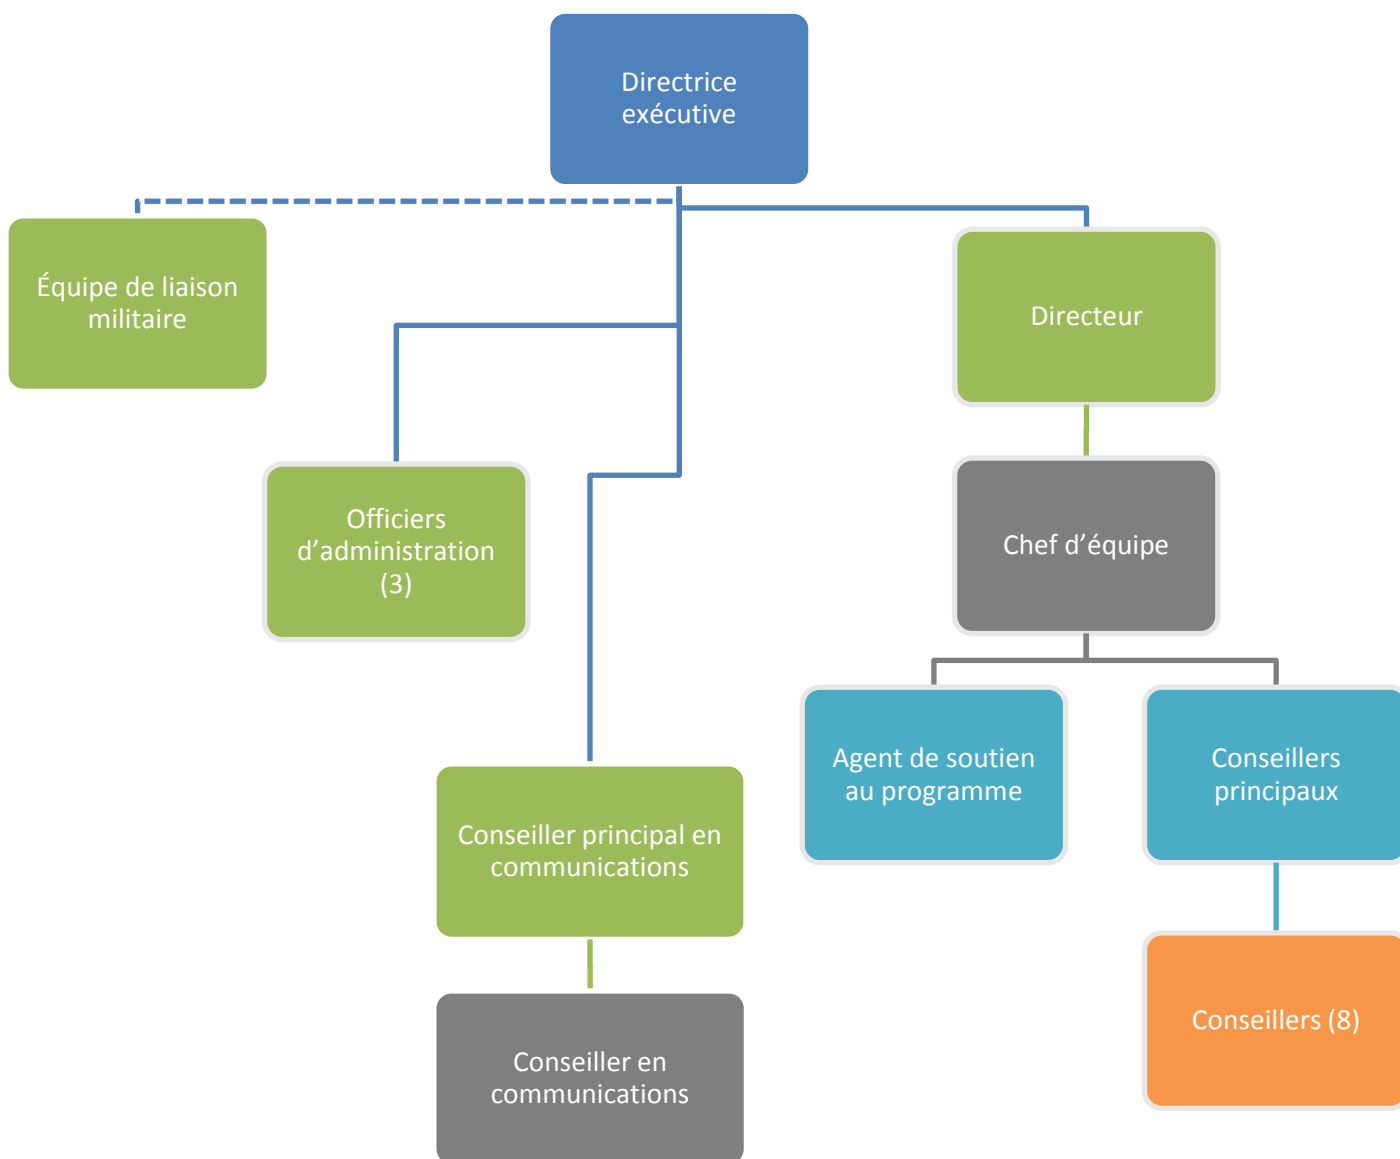 Directrice
exécutive
Équipe de liaison
militaire
Directeur
Officiers
d’administration
(3)
Chef d’équipe
Agent de soutien
au programme
Conseillers
principaux
Conseiller principal en
communications
Conseillers (8)
Conseiller en
communications